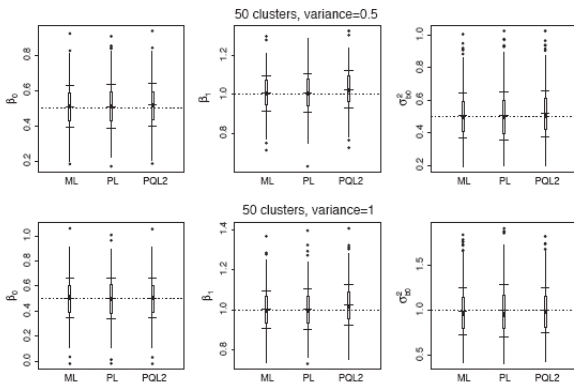 50 clusters, variance=0.5
β0
0.2 0.4 0.6 0.8
ML PL PQL2
β1
0.8 1.0 1.2
ML PL PQL2
σ²b0
0.2 0.4 0.6 0.8 1.0
ML PL PQL2
50 clusters, variance=1
β0
0.0 0.2 0.4 0.6 0.8 1.0
ML PL PQL2
β1
0.8 1.0 1.2 1.4
ML PL PQL2
σ²b0
0.5 1.0 1.5
ML PL PQL2